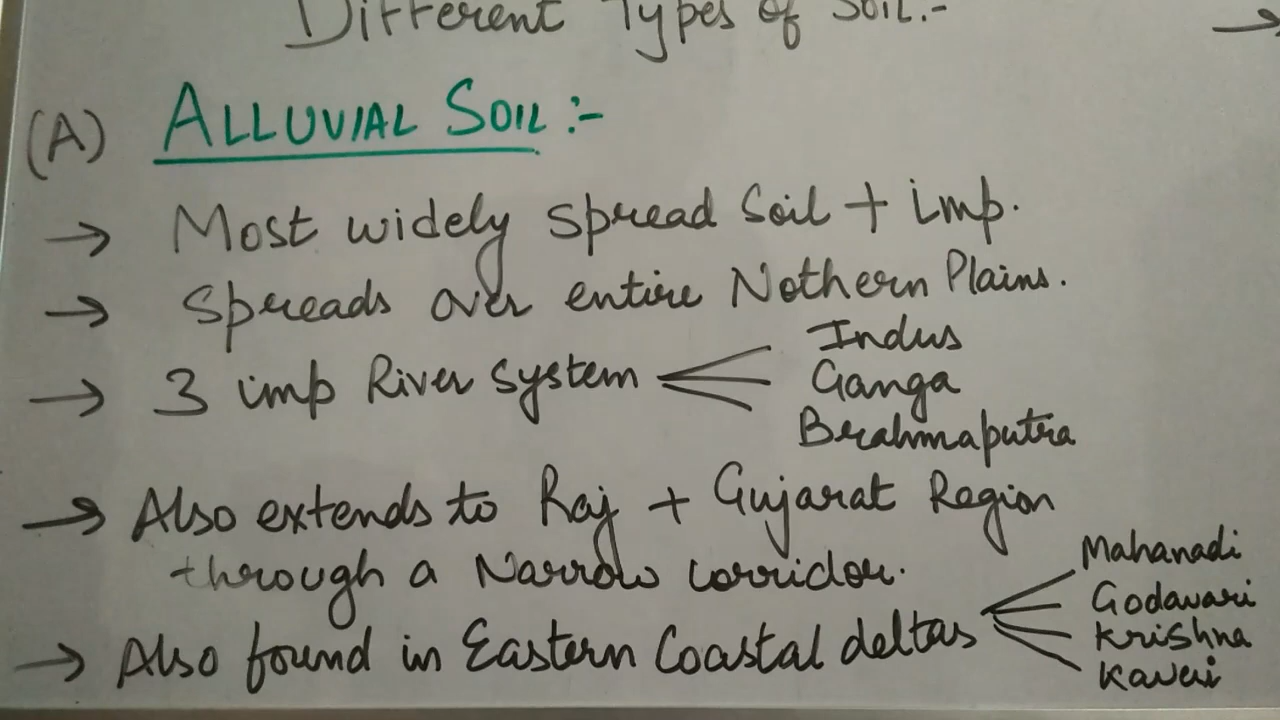 Different Types of Soil:-
(A) ALLUVIAL SOIL :-
→ Most widely spread Soil + imp.
→ Spreads over entire Nothern Plains.
→ 3 imp River system
Indus
Ganga
Brahmaputra
→ Also extends to Raj + Gujarat Region
through a Narrow corridor.
→ Also found in Eastern Coastal deltas
Mahanadi
Godavari
Krishna
Kaveri